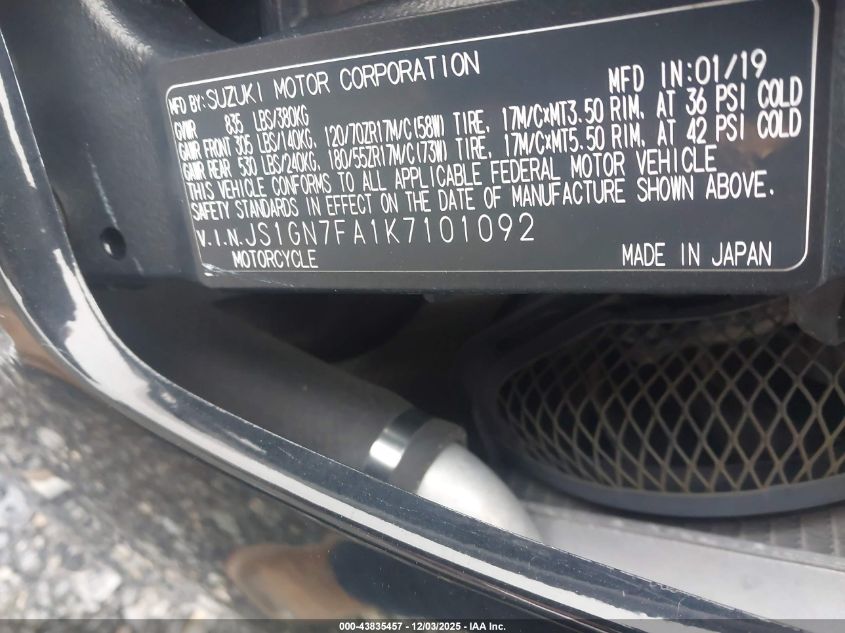 MFD BY:SUZUKI MOTOR CORPORATION MFD IN:01/19
GVWR 835 LBS/380KG
GAWR FRONT 305 LBS/140KG, 120/70ZR17M/C(58W) TIRE, 17M/C×MT3.50 RIM, AT 36 PSI COLD
GAWR REAR 530 LBS/240KG, 180/55ZR17M/C(73W) TIRE, 17M/C×MT5.50 RIM, AT 42 PSI COLD
THIS VEHICLE CONFORMS TO ALL APPLICABLE FEDERAL MOTOR VEHICLE
SAFETY STANDARDS IN EFFECT ON THE DATE OF MANUFACTURE SHOWN ABOVE.
V.I.N.JS1GN7FA1K7101092
MOTORCYCLE MADE IN JAPAN
000-43835457 - 12/03/2025 - IAA Inc.